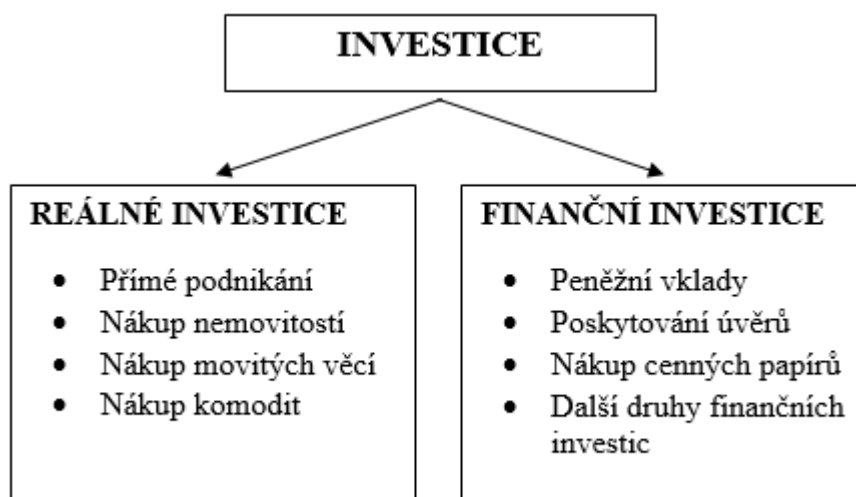 INVESTICE
REÁLNÉ INVESTICE
• Přímé podnikání
• Nákup nemovitostí
• Nákup movitých věcí
• Nákup komodit
FINANČNÍ INVESTICE
• Peněžní vklady
• Poskytování úvěrů
• Nákup cenných papírů
• Další druhy finančních
investic